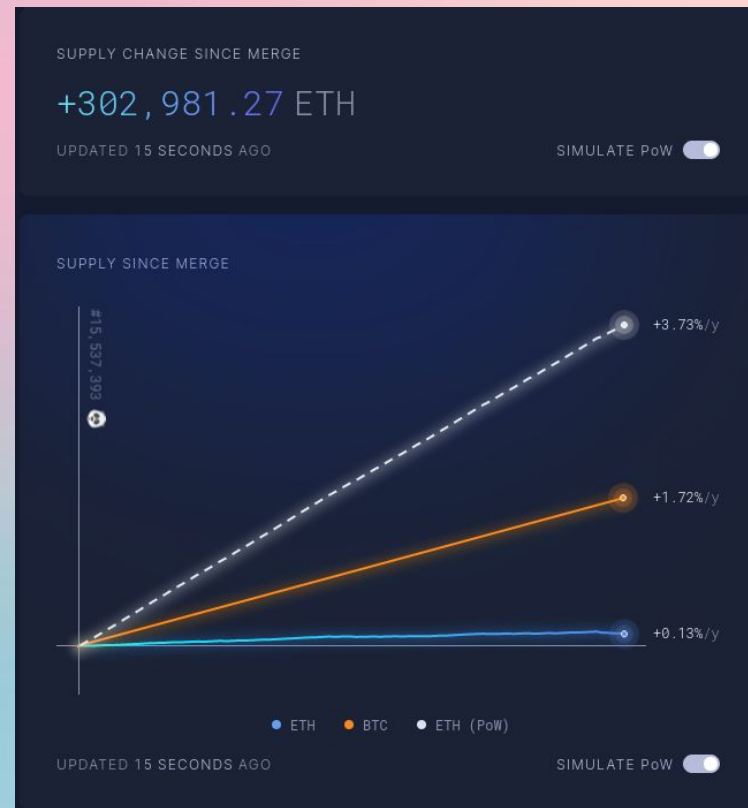 SUPPLY CHANGE SINCE MERGE
+302,981.27 ETH
UPDATED 15 SECONDS AGO
SIMULATE PoW
SUPPLY SINCE MERGE
#15,537,393
+3.73%/y
+1.72%/y
+0.13%/y
ETH
BTC
ETH (PoW)
UPDATED 15 SECONDS AGO
SIMULATE PoW